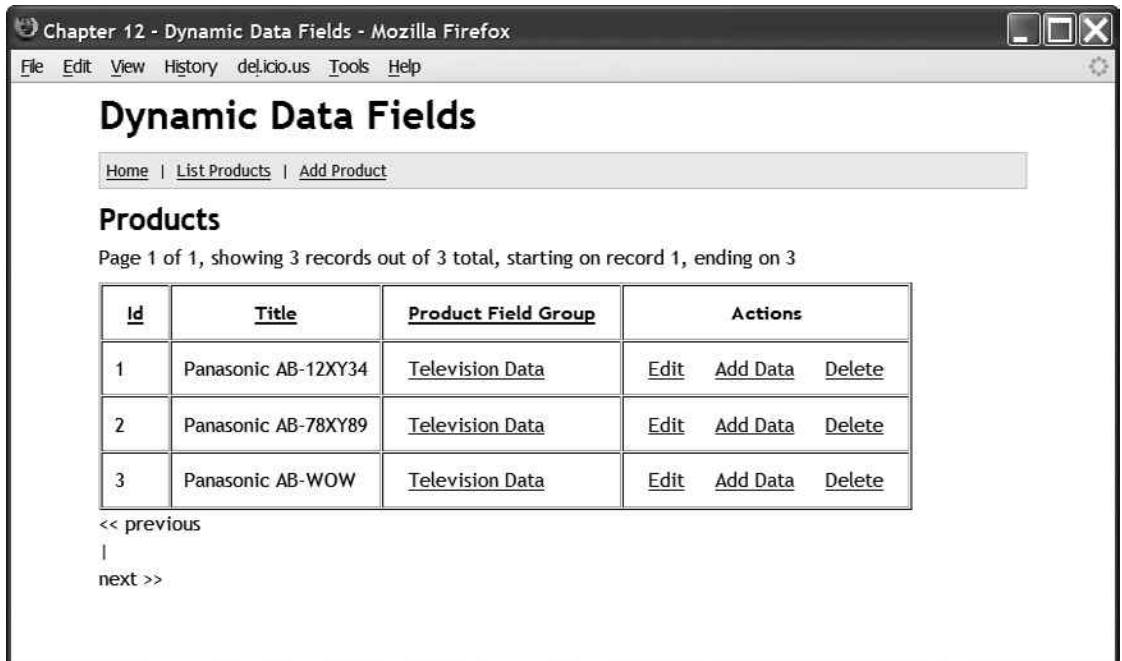 Chapter 12 - Dynamic Data Fields - Mozilla Firefox
File Edit View History del.icio.us Tools Help
Dynamic Data Fields
Home | List Products | Add Product
Products
Page 1 of 1, showing 3 records out of 3 total, starting on record 1, ending on 3
Id Title Product Field Group Actions
1 Panasonic AB-12XY34 Television Data Edit Add Data Delete
2 Panasonic AB-78XY89 Television Data Edit Add Data Delete
3 Panasonic AB-WOW Television Data Edit Add Data Delete
<< previous
|
next >>